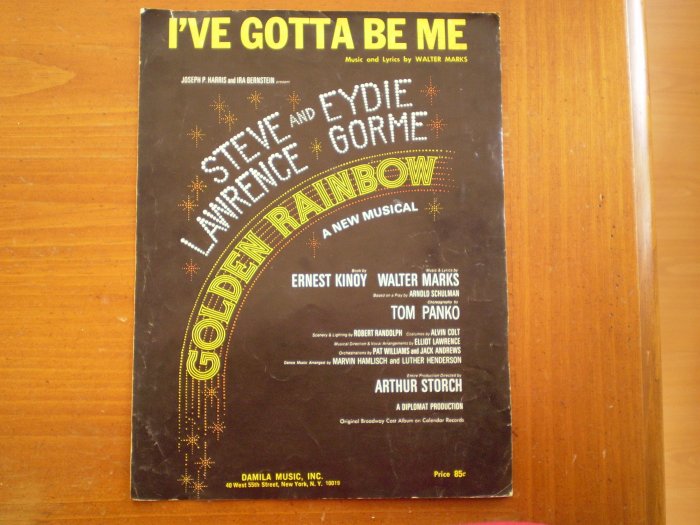 I'VE GOTTA BE ME
Music and Lyrics by WALTER MARKS
JOSEPH P. HARRIS and IRA BERNSTEIN present
STEVE AND EYDIE
LAWRENCE GORME
GOLDEN RAINBOW
A NEW MUSICAL
Book by
ERNEST KINOY
Music & Lyrics by
WALTER MARKS
Based on a Play by ARNOLD SCHULMAN
Choreography by
TOM PANKO
Scenery & Lighting by ROBERT RANDOLPH Costumes by ALVIN COLT
Musical Direction & Vocal Arrangements by ELLIOT LAWRENCE
Orchestrations by PAT WILLIAMS and JACK ANDREWS
Dance Music Arranged by MARVIN HAMLISCH and LUTHER HENDERSON
Entire Production Directed by
ARTHUR STORCH
A DIPLOMAT PRODUCTION
Original Broadway Cast Album on Calendar Records
DAMILA MUSIC, INC.
40 West 55th Street, New York, N. Y. 10019
Price 85c